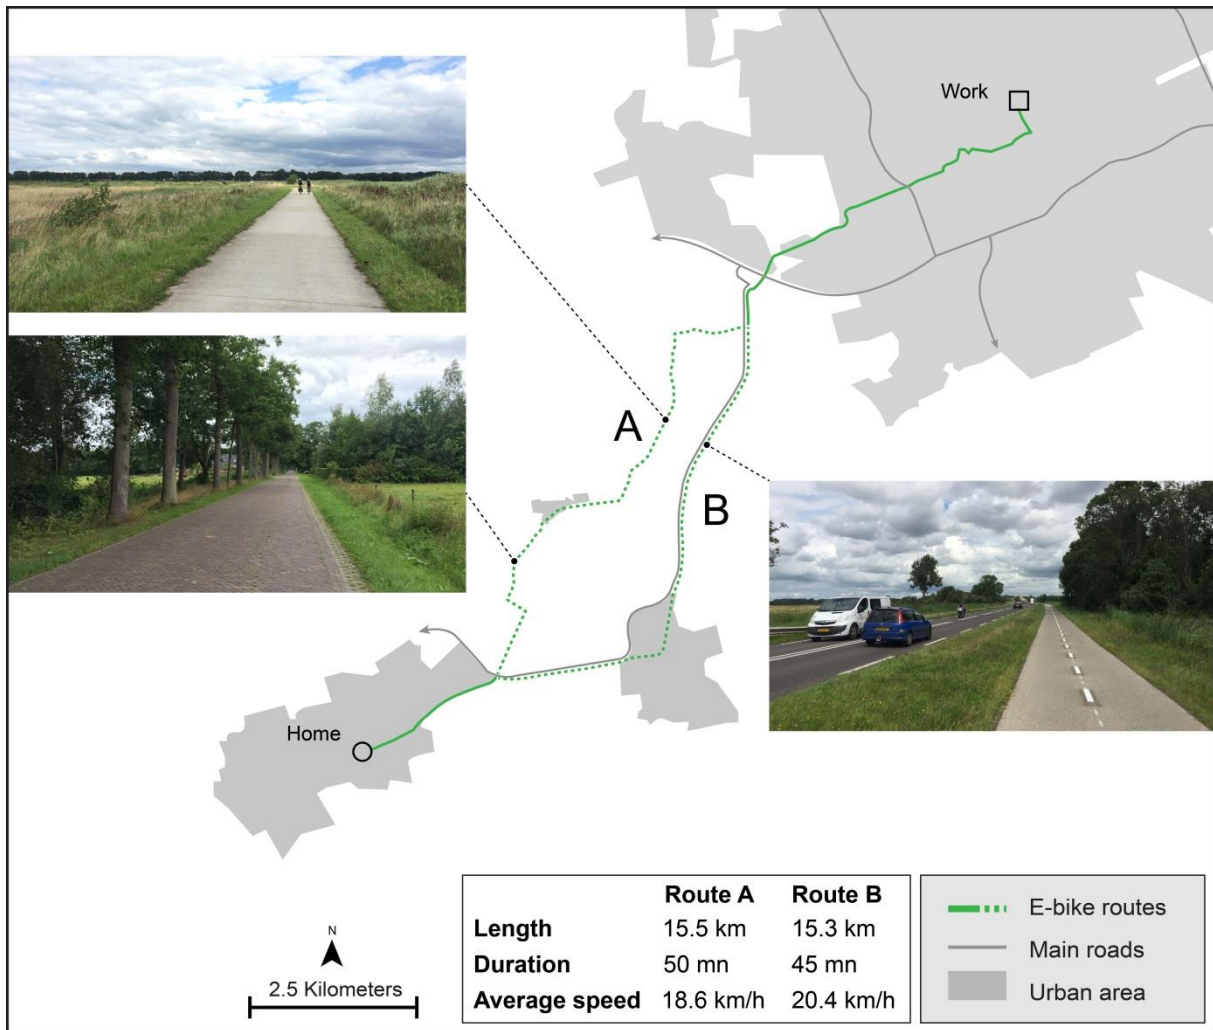 Work
A
B
Home
N
2.5 Kilometers
Route A Route B
Length 15.5 km 15.3 km
Duration 50 mn 45 mn
Average speed 18.6 km/h 20.4 km/h
E-bike routes
Main roads
Urban area